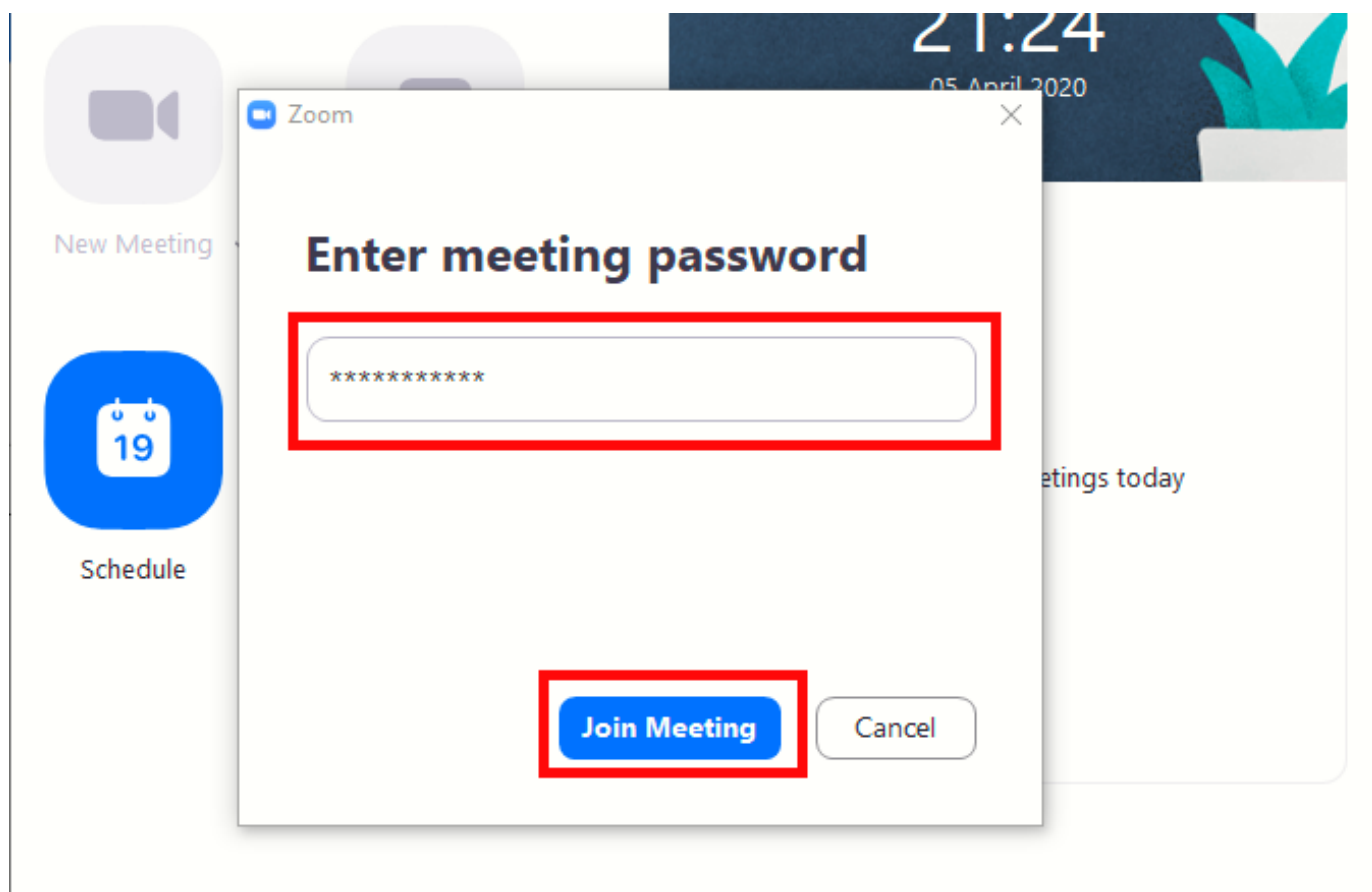 21:24
05 April 2020
Zoom
New Meeting
Enter meeting password
***********
19
etings today
Schedule
Join Meeting
Cancel